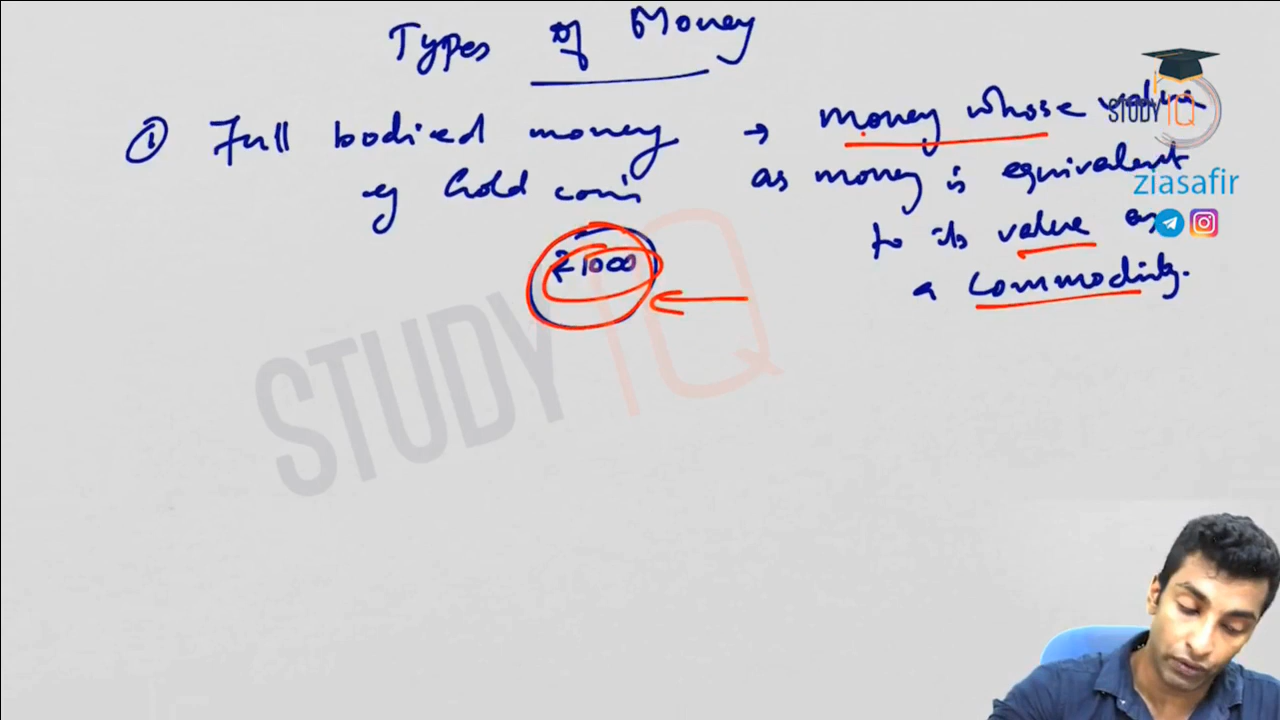 Types of Money
① Full bodied money → money whose value
eg Gold coin as money is equivalent
to its value as
₹1000
a commodity.
STUDY IQ
ziasafir
STUDY IQ